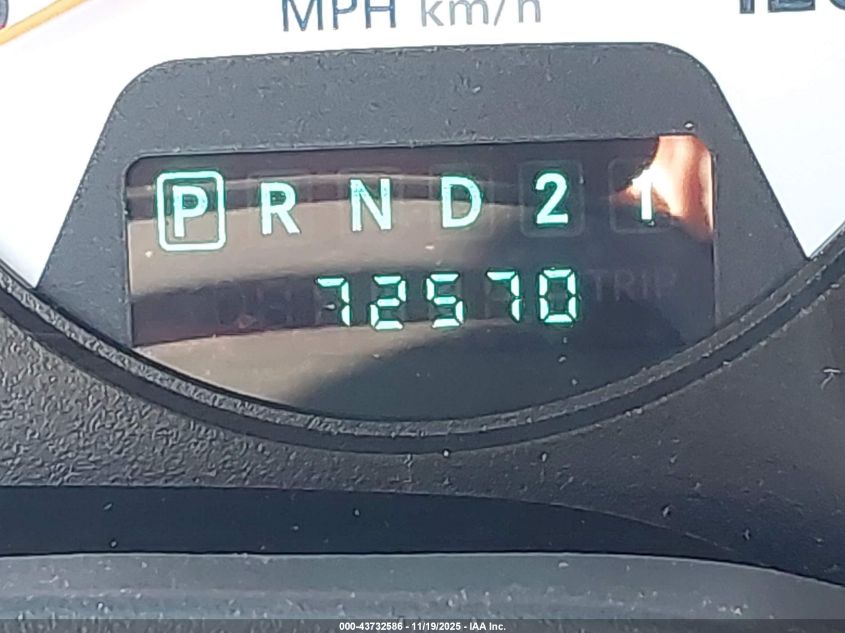 MPH km/h
P R N D 2 1
72570
TRIP
000-43732586 - 11/19/2025 - IAA Inc.